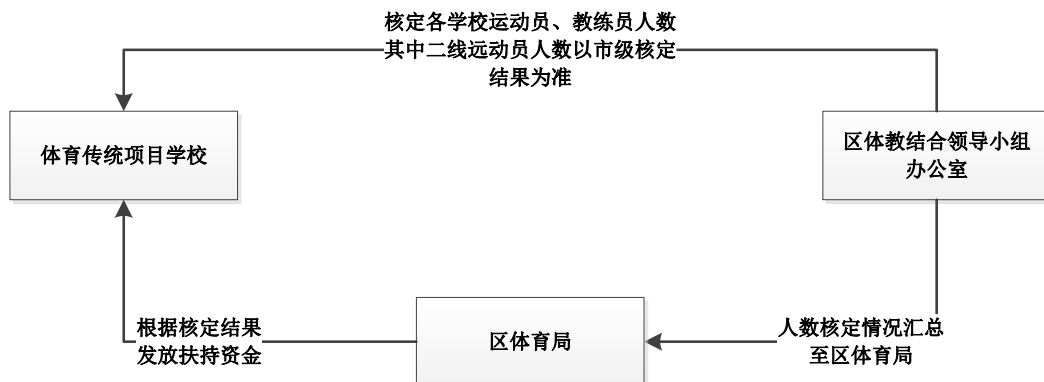 核定各学校运动员、教练员人数
其中二线远动员人数以市级核定
结果为准
体育传统项目学校
区体教结合领导小组
办公室
根据核定结果
发放扶持资金
区体育局
人数核定情况汇总
至区体育局